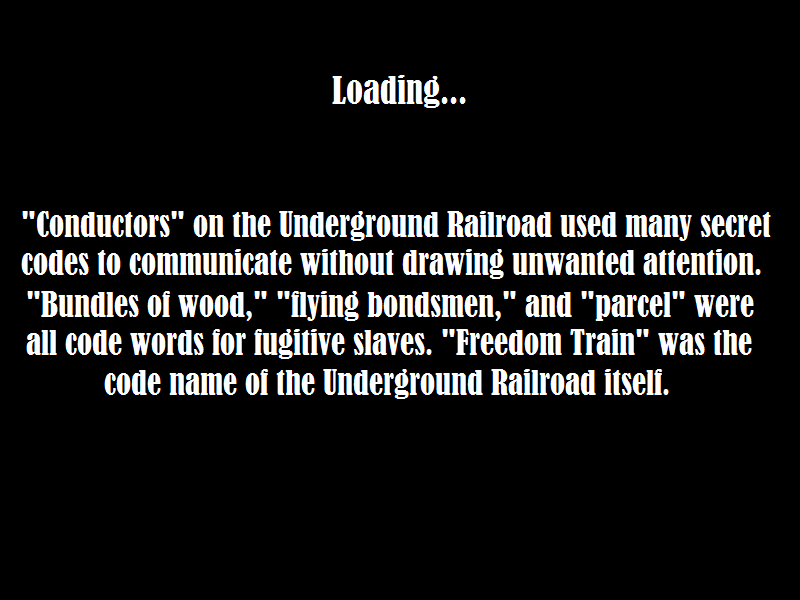 Loading...
"Conductors" on the Underground Railroad used many secret
codes to communicate without drawing unwanted attention.
"Bundles of wood," "flying bondsmen," and "parcel" were
all code words for fugitive slaves. "Freedom Train" was the
code name of the Underground Railroad itself.